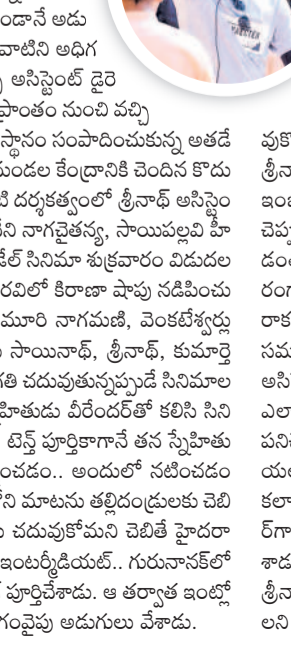 ండానే అడు
వాటిని అధిగ
అసిస్టెంట్ డైరె
ప్రాంతం నుంచి వచ్చి
స్థానం సంపాదించుకున్న అతడే
మండల కేంద్రానికి చెందిన కొడు
టి దర్శకత్వంలో శ్రీనాథ్ అసిస్టెం
ని నాగచైతన్య, సాయిపల్లవి హీ
డేల్ సినిమా శుక్రవారం విడుదల
రవిలో కిరాణా షాపు నడిపించు
మూరి నాగమణి, వెంకటేశ్వర్లు
సాయినాథ్, శ్రీనాథ్, కుమార్తె
గతి చదువుతున్నప్పుడే సినిమాల
హితుడు వీరేందర్‌తో కలిసి సిని
టెన్త్ పూర్తికాగానే తన స్నేహితు
ంచడం.. అందులో నటించడం
ని మాటను తల్లిదండ్రులకు చెబి
చదువుకోమని చెబితే హైదరా
ఇంటర్మీడియట్.. గురునానక్‌లో
పూర్తిచేశాడు. ఆ తర్వాత ఇంట్లో
గంవైపు అడుగులు వేశాడు.
వుకొ
శ్రీనా
ఇంజ
చెప్ప
డంత
రంగ
రాక
సమ
అసి
ఎలా
పని
యల
కలా
ర్‌గా
శాడ
శ్రీనా
లని